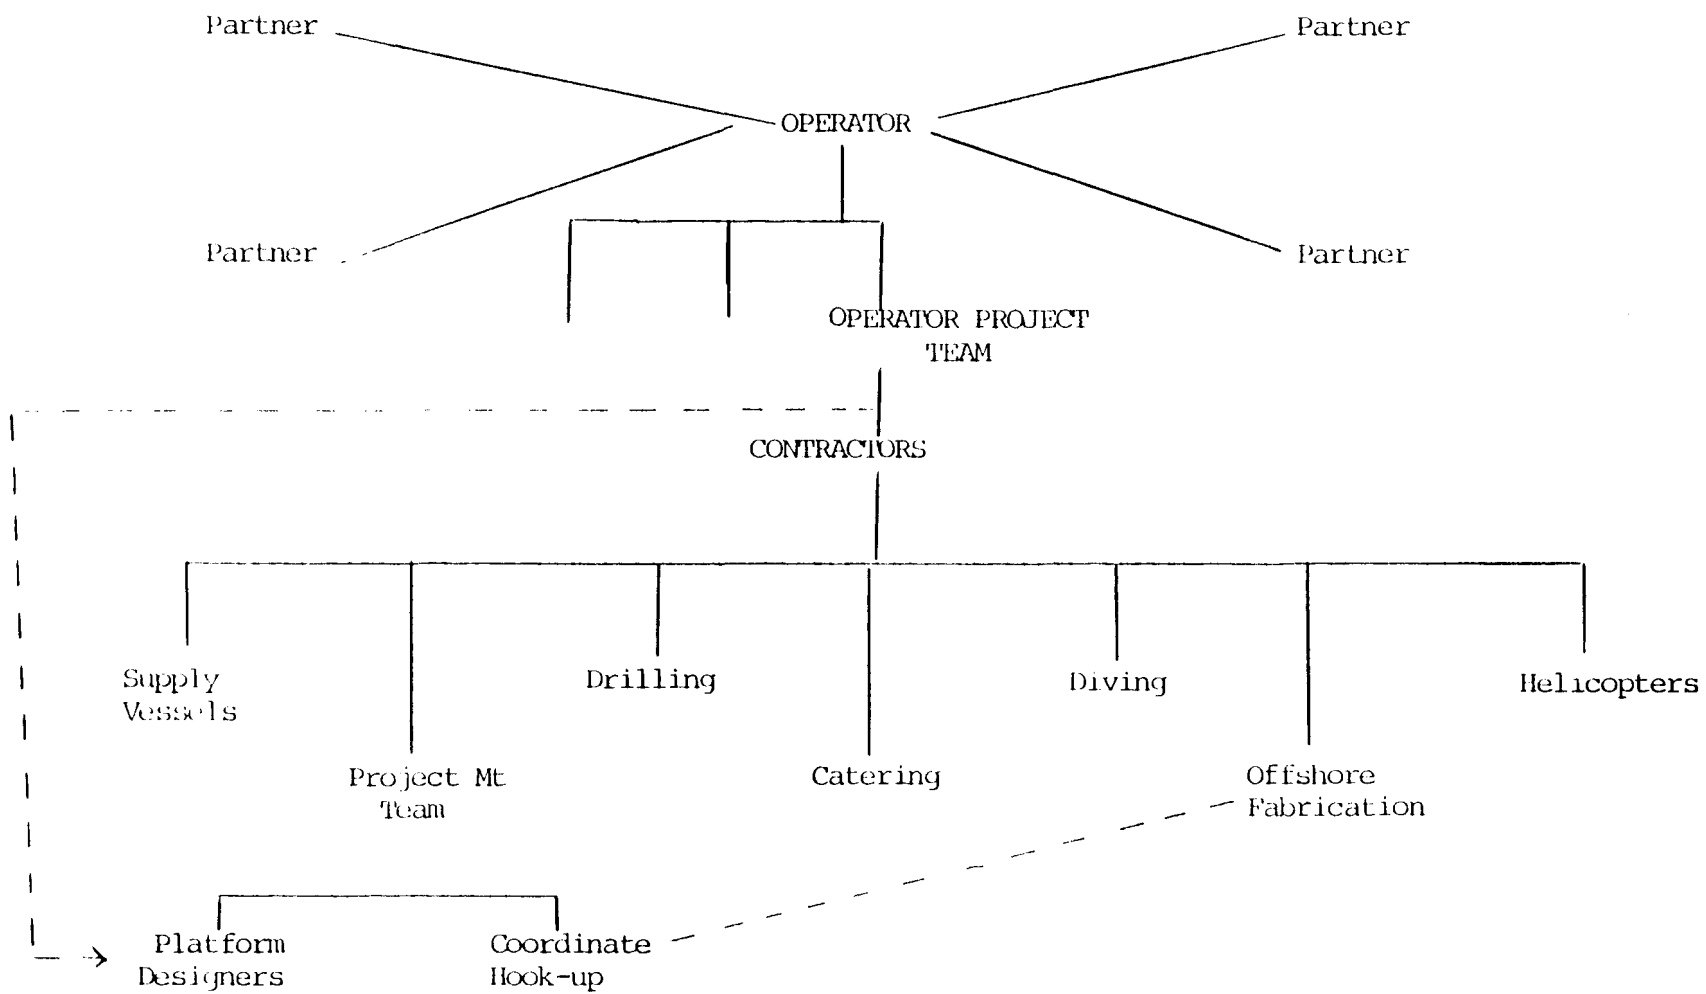 Partner
Partner
OPERATOR
Partner
Partner
OPERATOR PROJECT
TEAM
CONTRACTORS
Supply
Vessels
Drilling
Diving
Helicopters
Project Mt
Team
Catering
Offshore
Fabrication
Platform
Designers
Coordinate
Hook-up